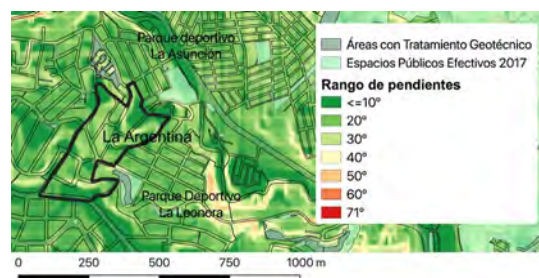 Parque deportivo
La Asunción
La Argentina
Parque Deportivo
La Leonora
Áreas con Tratamiento Geotécnico
Espacios Públicos Efectivos 2017
Rango de pendientes
<=10°
20°
30°
40°
50°
60°
71°
0 250 500 750 1000 m